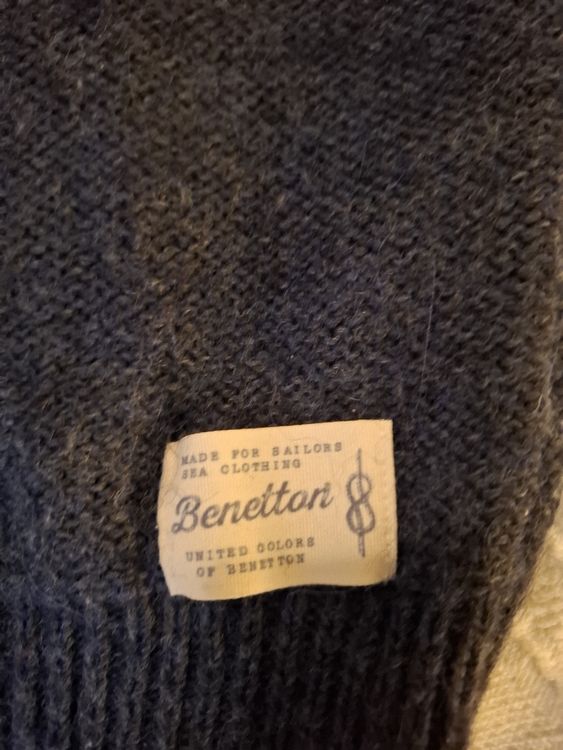 MADE FOR SAILORS
SEA CLOTHING
Benetton
UNITED COLORS
OF BENETTON